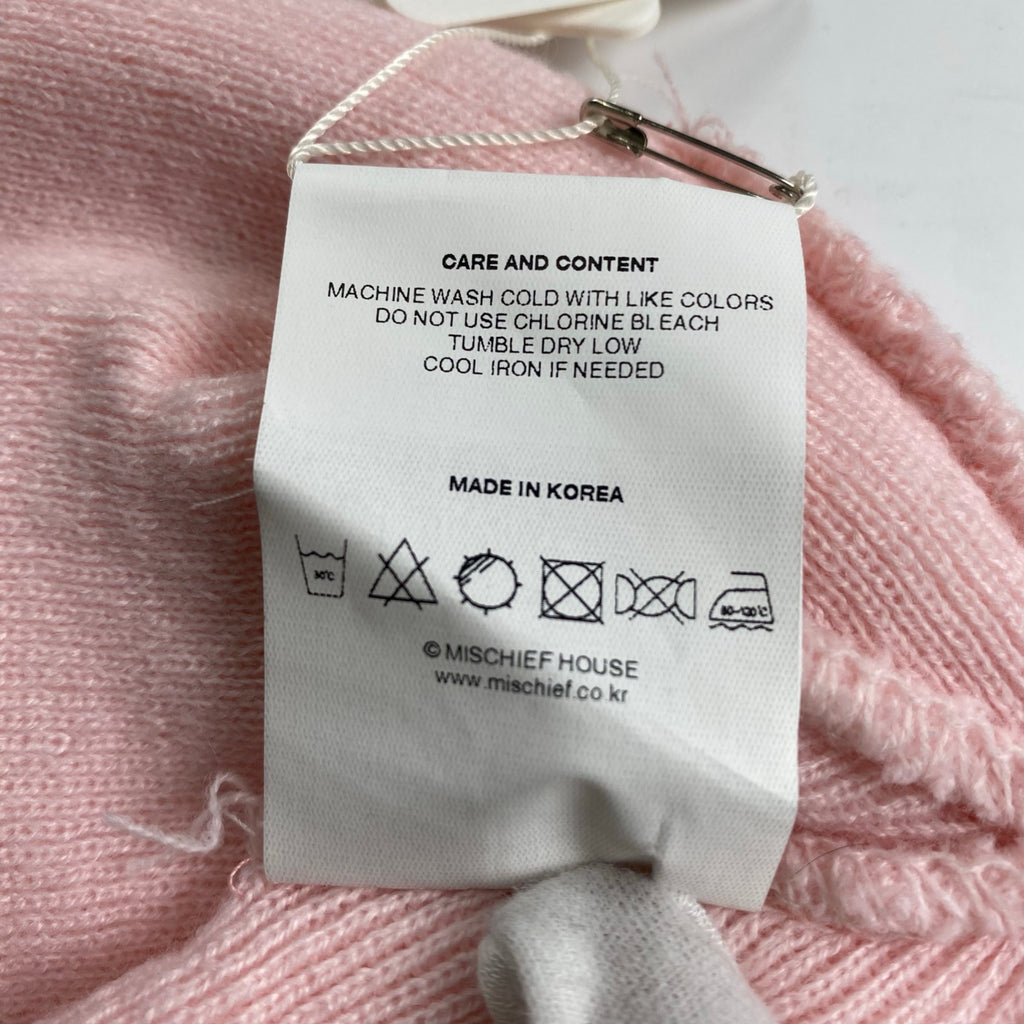 CARE AND CONTENT
MACHINE WASH COLD WITH LIKE COLORS
DO NOT USE CHLORINE BLEACH
TUMBLE DRY LOW
COOL IRON IF NEEDED
MADE IN KOREA
30℃
80-120℃
© MISCHIEF HOUSE
www.mischief.co kr